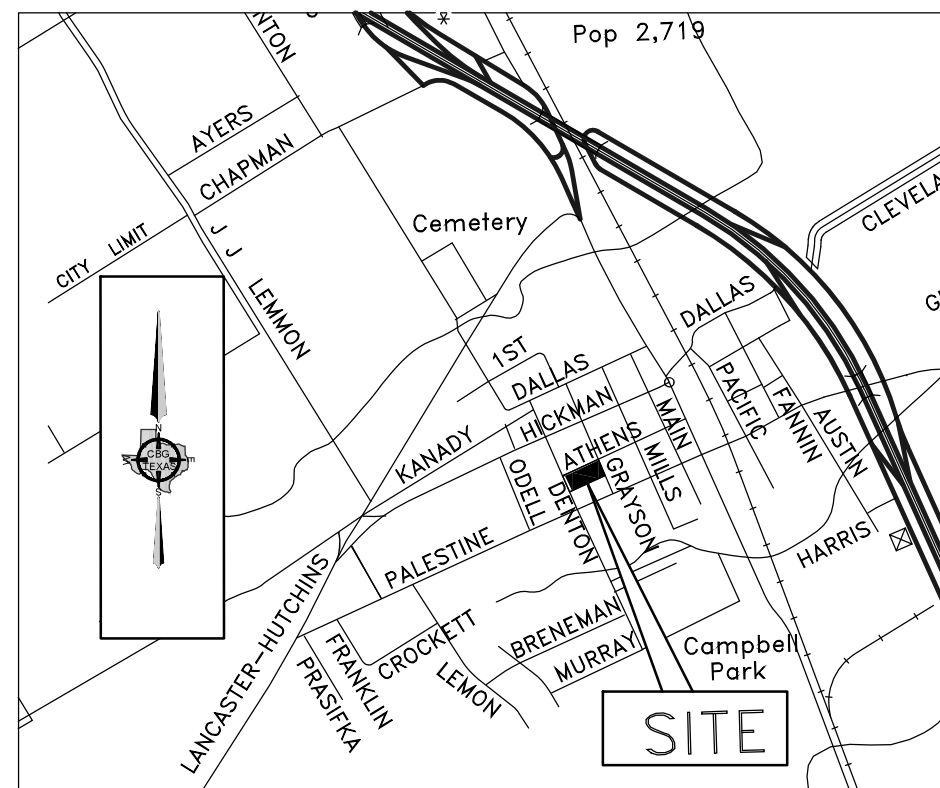 Pop 2,719
NTON
AYERS
CHAPMAN
CITY LIMIT
J J LEMMON
Cemetery
CLEVELA
G
DALLAS
1ST
DALLAS
HICKMAN
KANADY
ATHENS
MAIN
PACIFIC
FANNIN
AUSTIN
MILLS
GRAYSON
ODELL
DENTON
PALESTINE
HARRIS
LANCASTER-HUTCHINS
BRENEMAN
MURRAY
CROCKETT
FRANKLIN
PRASIFKA
LEMON
Campbell
Park
SITE
N
W
CBG
E
TEXAS
S